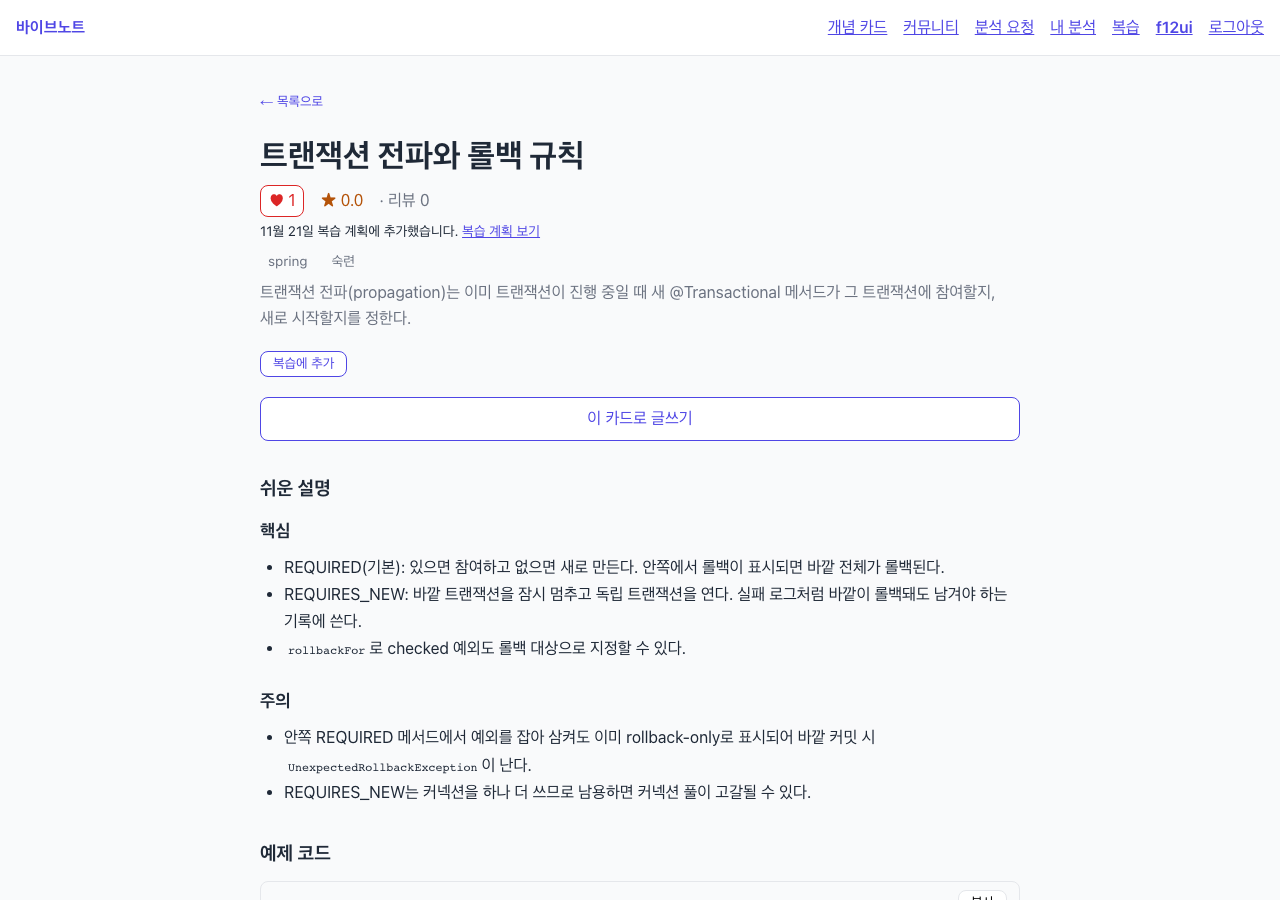 바이브노트
개념 카드 커뮤니티 분석 요청 내 분석 복습 f12ui 로그아웃
← 목록으로
트랜잭션 전파와 롤백 규칙
♥ 1 ★ 0.0 · 리뷰 0
11월 21일 복습 계획에 추가했습니다. 복습 계획 보기
spring 숙련
트랜잭션 전파(propagation)는 이미 트랜잭션이 진행 중일 때 새 @Transactional 메서드가 그 트랜잭션에 참여할지,
새로 시작할지를 정한다.
복습에 추가
이 카드로 글쓰기
쉬운 설명
핵심
• REQUIRED(기본): 있으면 참여하고 없으면 새로 만든다. 안쪽에서 롤백이 표시되면 바깥 전체가 롤백된다.
• REQUIRES_NEW: 바깥 트랜잭션을 잠시 멈추고 독립 트랜잭션을 연다. 실패 로그처럼 바깥이 롤백돼도 남겨야 하는
기록에 쓴다.
• rollbackFor 로 checked 예외도 롤백 대상으로 지정할 수 있다.
주의
• 안쪽 REQUIRED 메서드에서 예외를 잡아 삼켜도 이미 rollback-only로 표시되어 바깥 커밋 시
UnexpectedRollbackException 이 난다.
• REQUIRES_NEW는 커넥션을 하나 더 쓰므로 남용하면 커넥션 풀이 고갈될 수 있다.
예제 코드